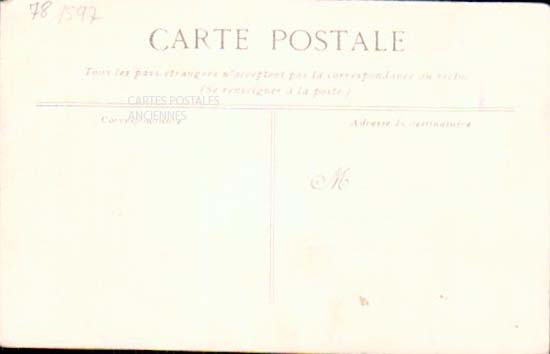 78 1597
CARTE POSTALE
Tous les pays étrangers n'acceptent pas la correspondance au recto.
(Se renseigner à la poste.)
CARTES POSTALES
ANCIENNES
Correspondance
Adresse du destinataire
M